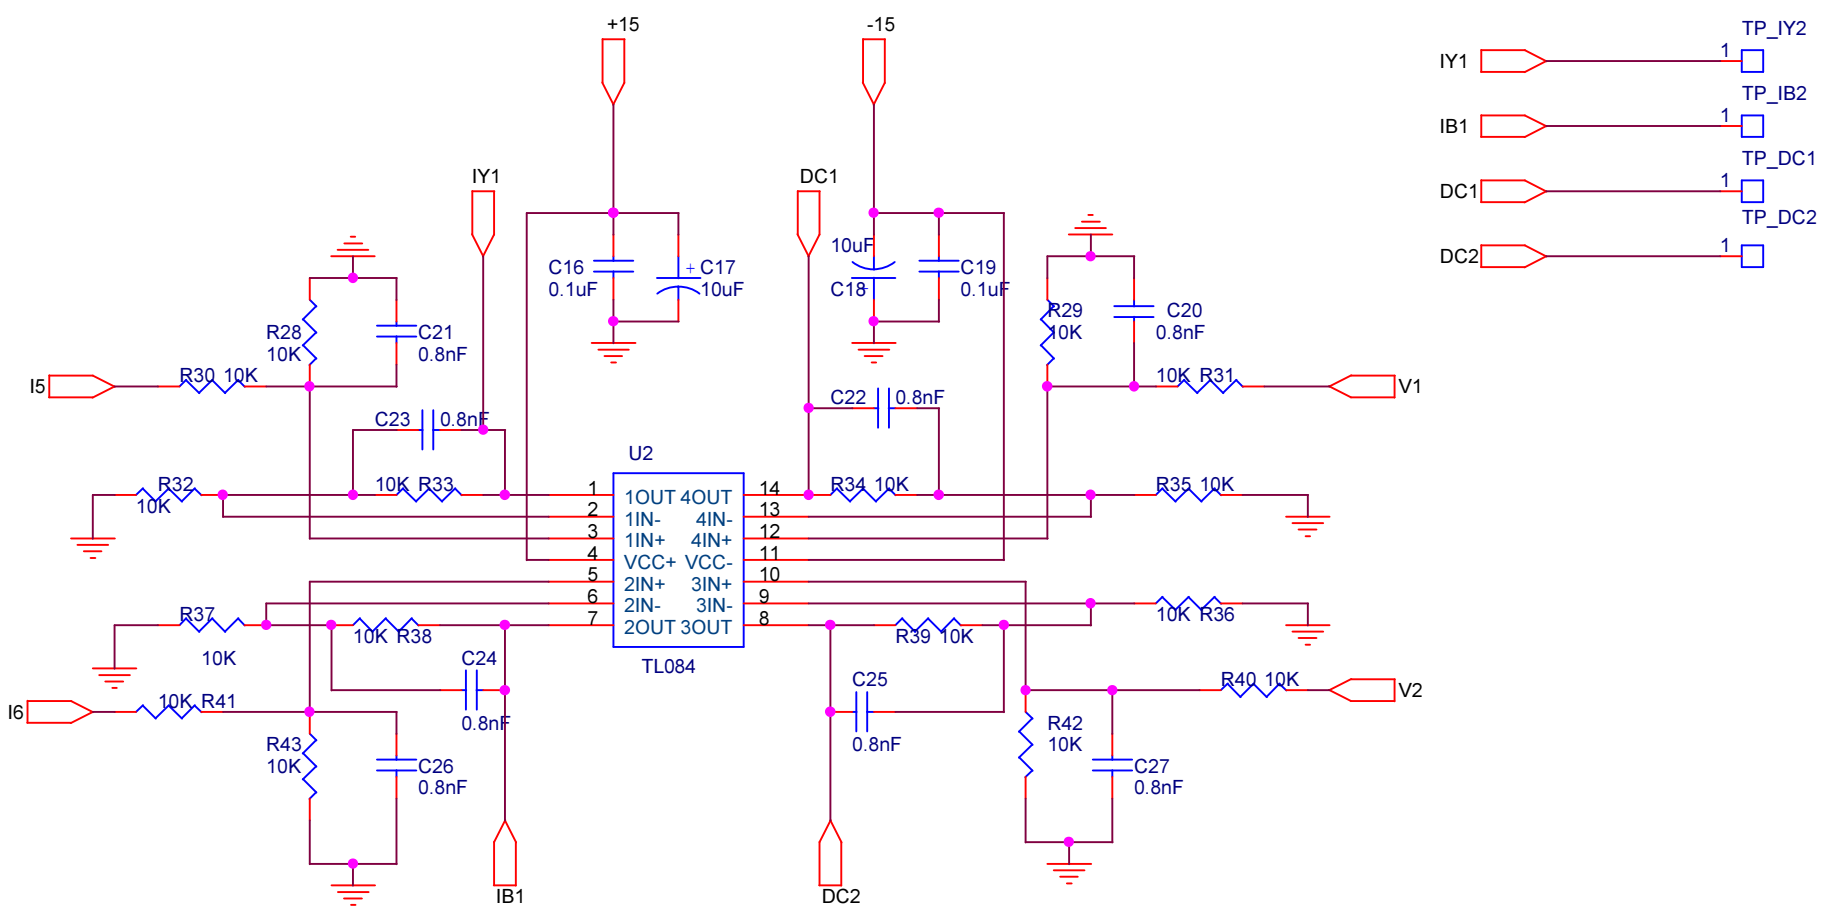 +15
-15
TP_IY2
IY1
1
TP_IB2
IB1
1
TP_DC1
DC1
1
TP_DC2
DC2
1
IY1
DC1
C16
0.1uF
+
C17
10uF
10uF
C18
+
C19
0.1uF
R28
10K
C21
0.8nF
R29
10K
C20
0.8nF
I5
R30 10K
10K R31
V1
C23
0.8nF
C22
0.8nF
U2
R32
10K
10K R33
1
1OUT
4OUT
14
R34 10K
R35 10K
2
1IN-
4IN-
13
3
1IN+
4IN+
12
4
VCC+
VCC-
11
5
2IN+
3IN+
10
6
2IN-
3IN-
9
7
2OUT
3OUT
8
TL084
R37
10K
10K R38
R39 10K
10K R36
C24
0.8nF
C25
0.8nF
I6
10K R41
R40 10K
V2
R43
10K
C26
0.8nF
R42
10K
C27
0.8nF
IB1
DC2